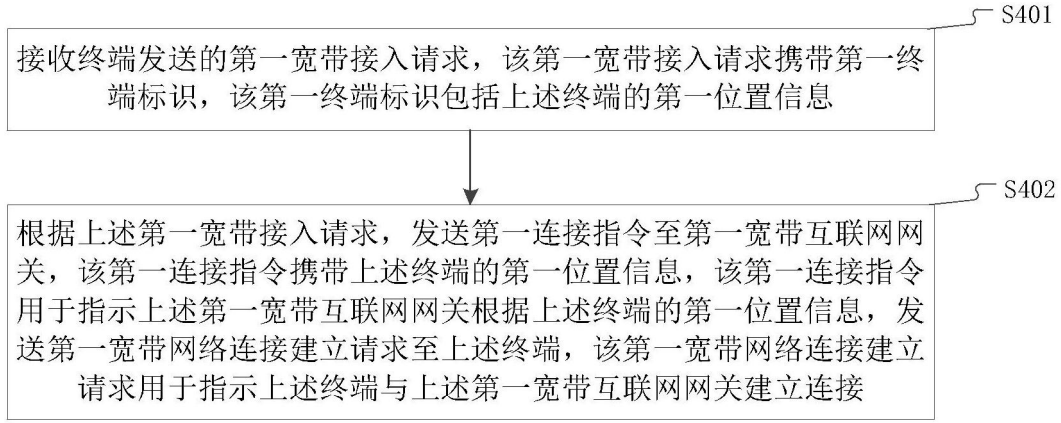 S401
接收终端发送的第一宽带接入请求，该第一宽带接入请求携带第一终
端标识，该第一终端标识包括上述终端的第一位置信息
S402
根据上述第一宽带接入请求，发送第一连接指令至第一宽带互联网网
关，该第一连接指令携带上述终端的第一位置信息，该第一连接指令
用于指示上述第一宽带互联网网关根据上述终端的第一位置信息，发
送第一宽带网络连接建立请求至上述终端，该第一宽带网络连接建立
请求用于指示上述终端与上述第一宽带互联网网关建立连接